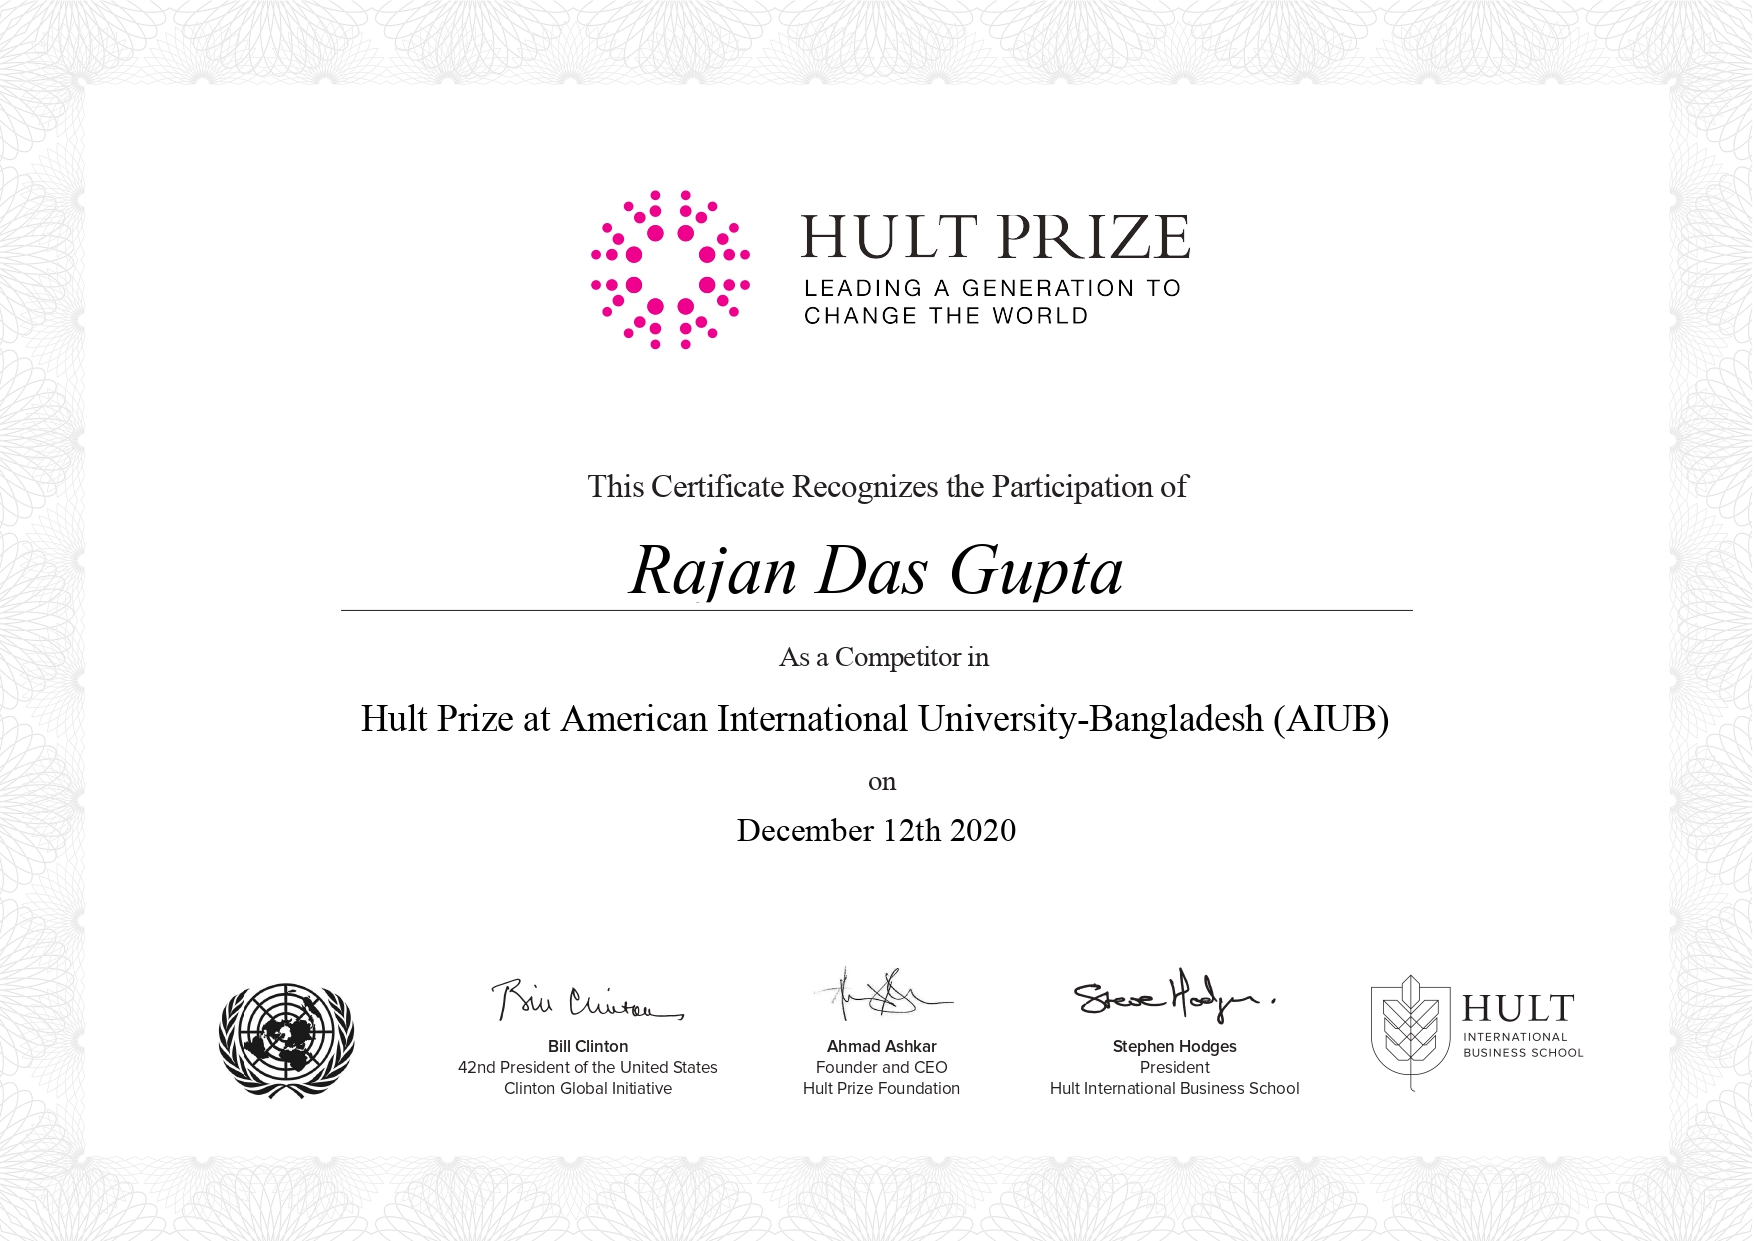 HULT PRIZE
LEADING A GENERATION TO
CHANGE THE WORLD
This Certificate Recognizes the Participation of
Rajan Das Gupta
As a Competitor in
Hult Prize at American International University-Bangladesh (AIUB)
on
December 12th 2020
Bill Clinton
Steve Hodges.
Bill Clinton
42nd President of the United States
Clinton Global Initiative
Ahmad Ashkar
Founder and CEO
Hult Prize Foundation
Stephen Hodges
President
Hult International Business School
HULT
INTERNATIONAL
BUSINESS SCHOOL